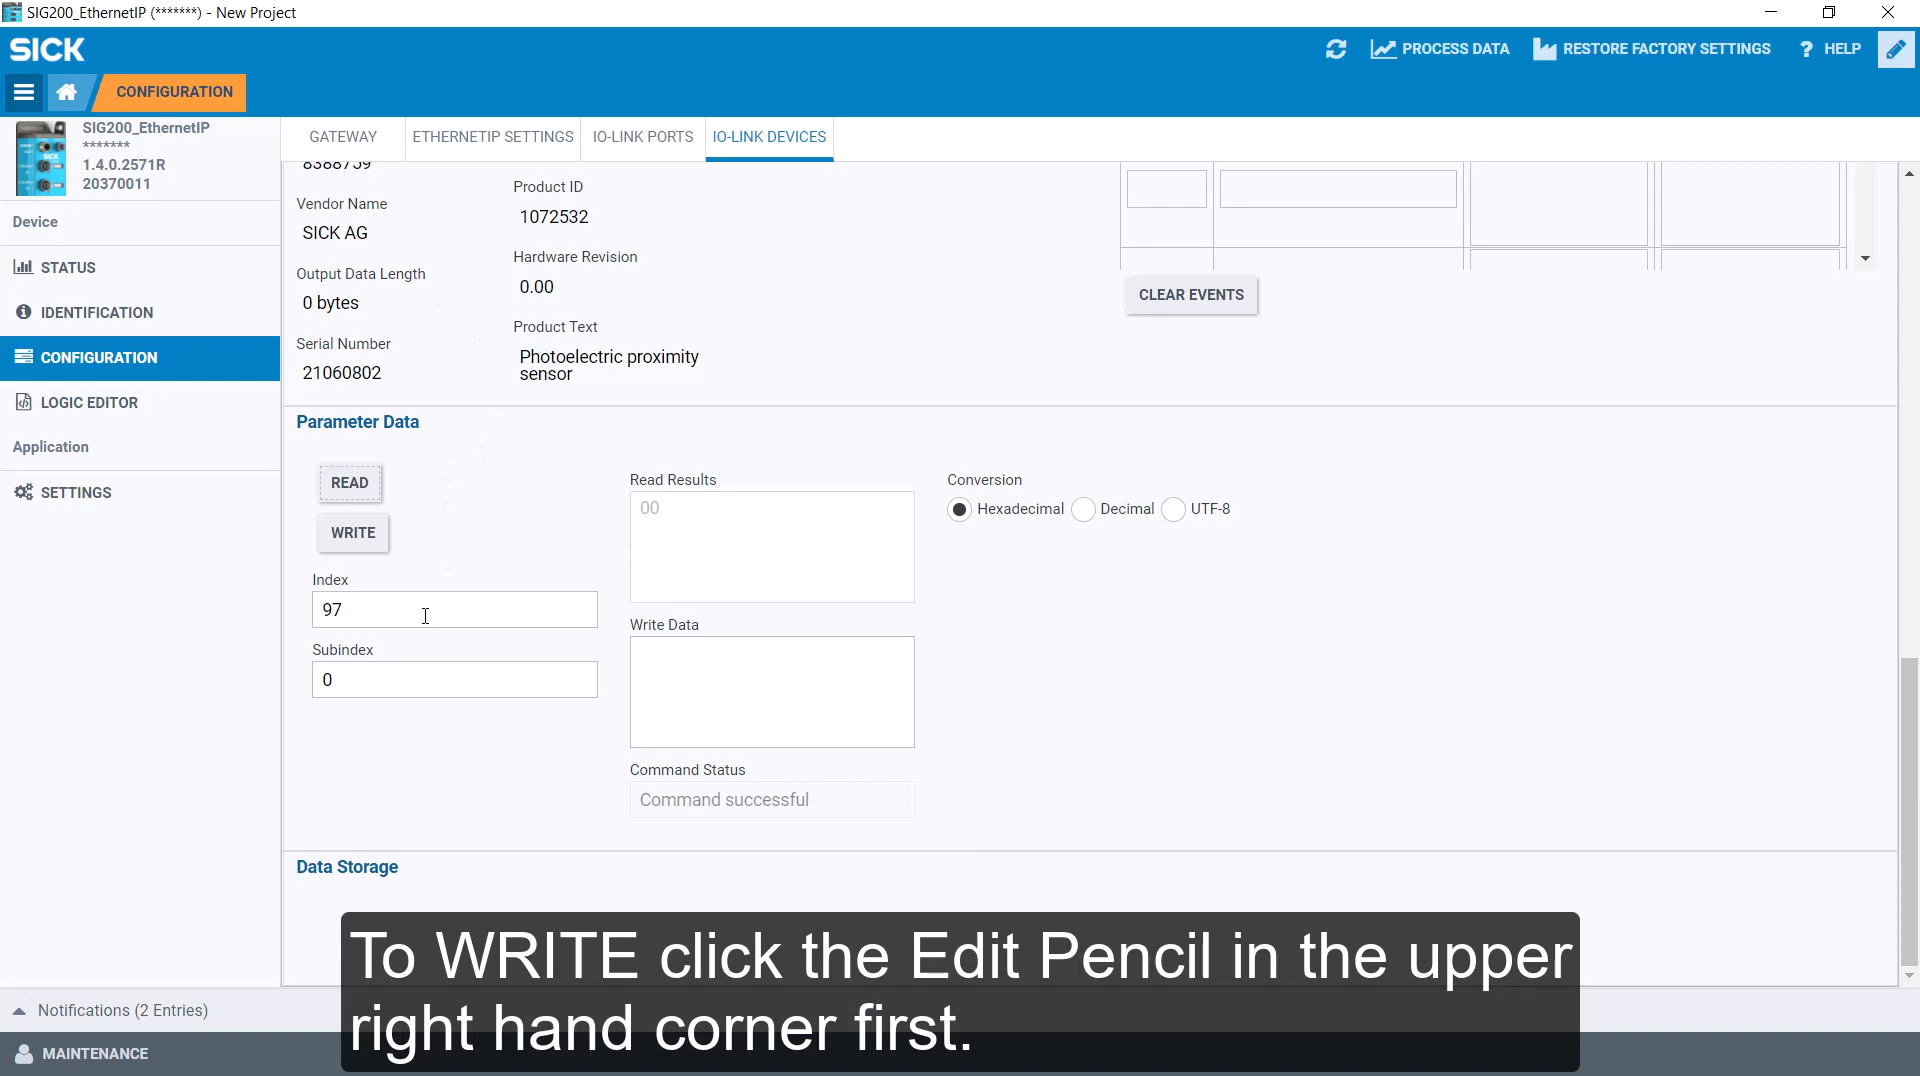 SIG200_EthernetIP (*******) - New Project
SICK
PROCESS DATA
RESTORE FACTORY SETTINGS
? HELP
CONFIGURATION
SIG200_EthernetIP
*******
1.4.0.2571R
20370011
Device
STATUS
IDENTIFICATION
CONFIGURATION
LOGIC EDITOR
Application
SETTINGS
GATEWAY
ETHERNETIP SETTINGS
IO-LINK PORTS
IO-LINK DEVICES
8388759
Vendor Name
SICK AG
Output Data Length
0 bytes
Serial Number
21060802
Product ID
1072532
Hardware Revision
0.00
Product Text
Photoelectric proximity
sensor
CLEAR EVENTS
Parameter Data
READ
WRITE
Index
97
Subindex
0
Read Results
00
Write Data
Command Status
Command successful
Conversion
Hexadecimal Decimal UTF-8
Data Storage
To WRITE click the Edit Pencil in the upper
right hand corner first.
Notifications (2 Entries)
MAINTENANCE